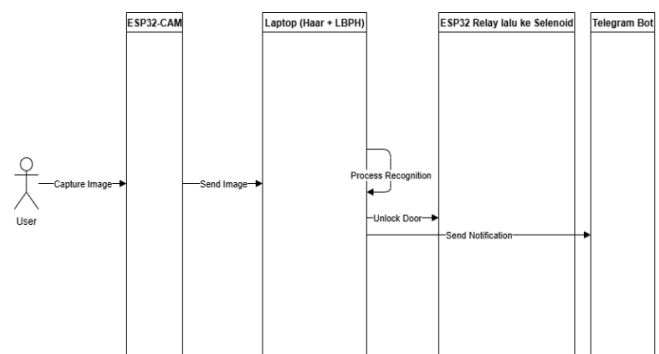 ESP32-CAM
Laptop (Haar + LBPH)
ESP32 Relay lalu ke Selenoid
Telegram Bot
Process Recognition
Capture Image
Send Image
User
Unlock Door
Send Notification